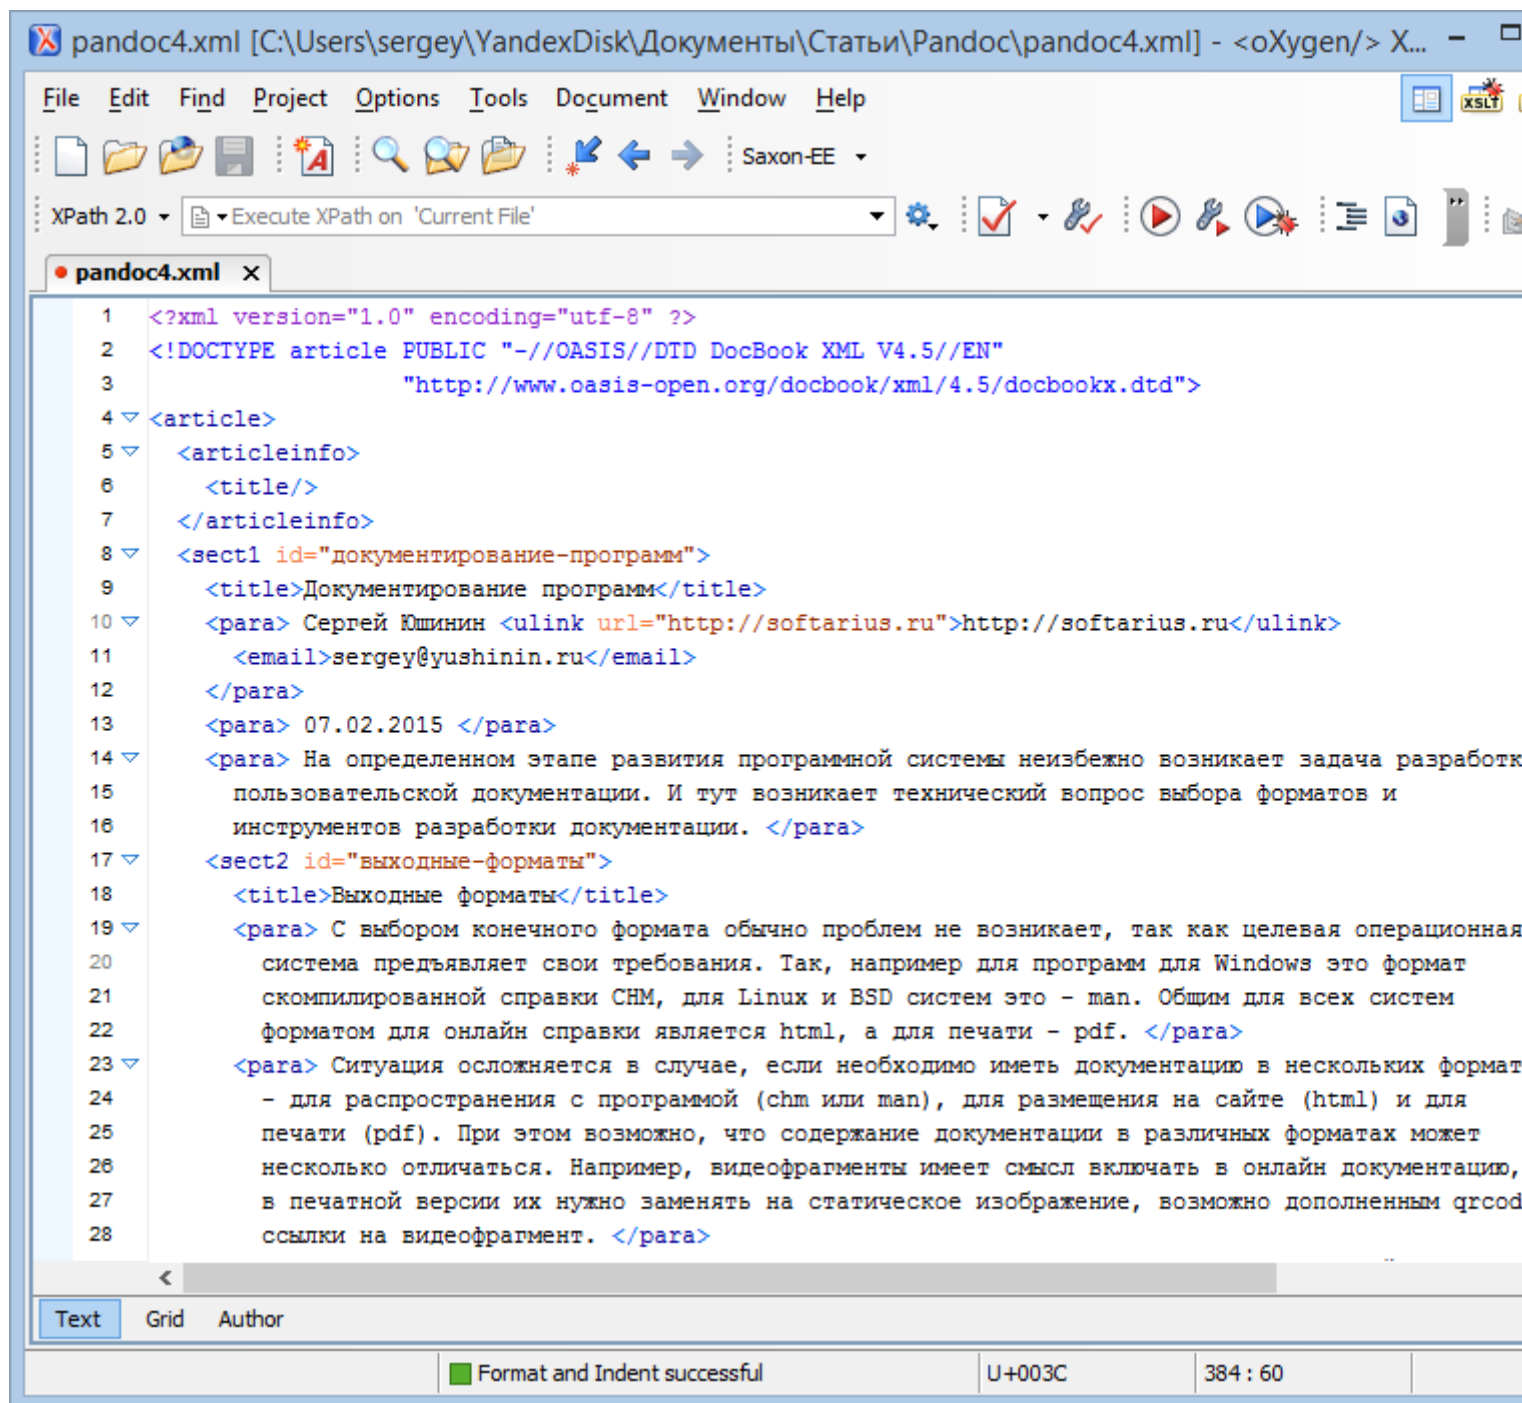 pandoc4.xml [C:\Users\sergey\YandexDisk\Документы\Статьи\Pandoc\pandoc4.xml] - <oXygen/> X...
File Edit Find Project Options Tools Document Window Help
XSLT
Saxon-EE
XPath 2.0 Execute XPath on 'Current File'
pandoc4.xml X
1 <?xml version="1.0" encoding="utf-8" ?>
2 <!DOCTYPE article PUBLIC "-//OASIS//DTD DocBook XML V4.5//EN"
3 "http://www.oasis-open.org/docbook/xml/4.5/docbookx.dtd">
4 <article>
5 <articleinfo>
6 <title/>
7 </articleinfo>
8 <sect1 id="документирование-программ">
9 <title>Документирование программ</title>
10 <para> Сергей Юшинин <ulink url="http://softarius.ru">http://softarius.ru</ulink>
11 <email>sergey@yushinin.ru</email>
12 </para>
13 <para> 07.02.2015 </para>
14 <para> На определенном этапе развития программной системы неизбежно возникает задача разработк
15 пользовательской документации. И тут возникает технический вопрос выбора форматов и
16 инструментов разработки документации. </para>
17 <sect2 id="выходные-форматы">
18 <title>Выходные форматы</title>
19 <para> С выбором конечного формата обычно проблем не возникает, так как целевая операционная
20 система предъявляет свои требования. Так, например для программ для Windows это формат
21 скомпилированной справки CHM, для Linux и BSD систем это - man. Общим для всех систем
22 форматом для онлайн справки является html, а для печати - pdf. </para>
23 <para> Ситуация осложняется в случае, если необходимо иметь документацию в нескольких формат
24 - для распространения с программой (chm или man), для размещения на сайте (html) и для
25 печати (pdf). При этом возможно, что содержание документации в различных форматах может
26 несколько отличаться. Например, видеофрагменты имеет смысл включать в онлайн документацию,
27 в печатной версии их нужно заменять на статическое изображение, возможно дополненным qrcod
28 ссылки на видеофрагмент. </para>
Text Grid Author
Format and Indent successful U+003C 384 : 60